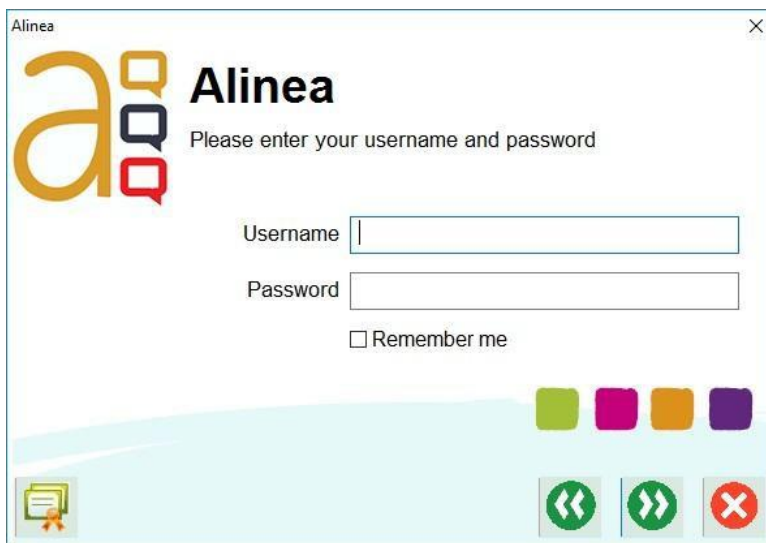 Alinea
Alinea
Please enter your username and password
Username
Password
Remember me